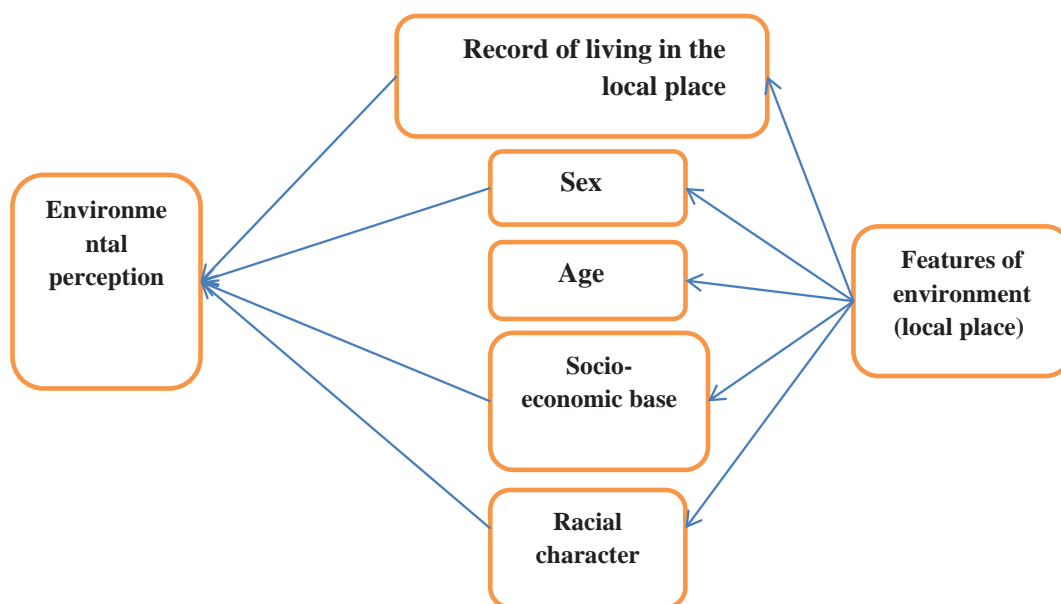 Record of living in the
local place
Sex
Environme
ntal
perception
Age
Features of
environment
(local place)
Socio-
economic base
Racial
character